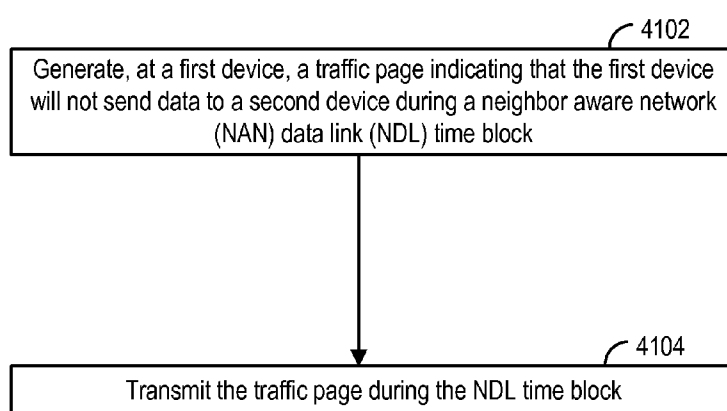 4102
Generate, at a first device, a traffic page indicating that the first device
will not send data to a second device during a neighbor aware network
(NAN) data link (NDL) time block
4104
Transmit the traffic page during the NDL time block